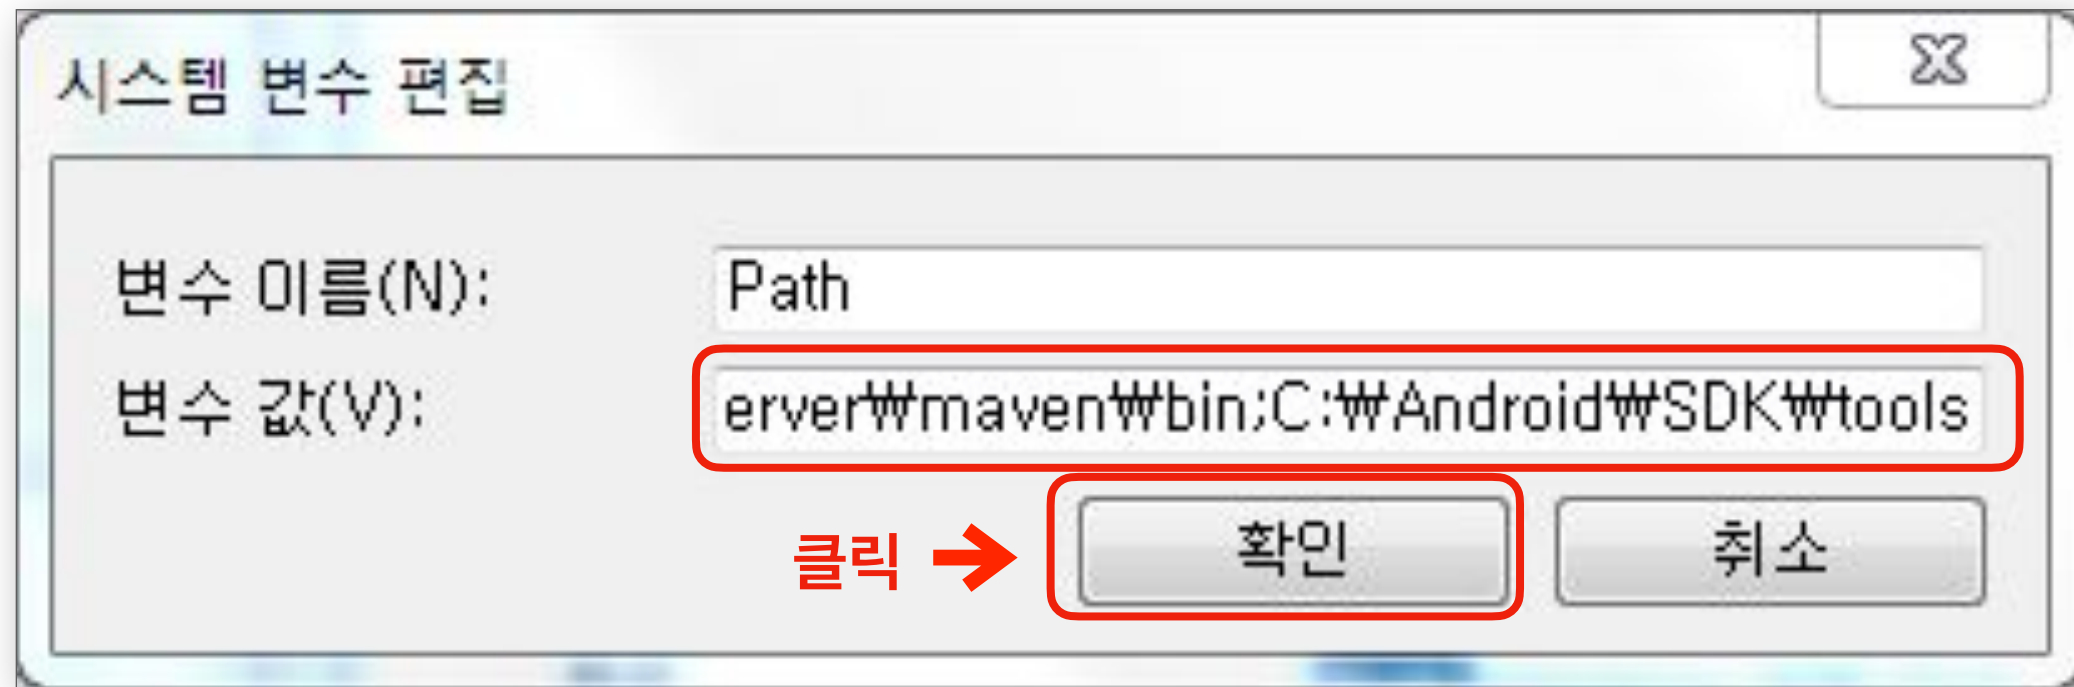 시스템 변수 편집
변수 이름(N): Path
변수 값(V): erver₩maven₩bin;C:₩Android₩SDK₩tools
클릭 → 확인 취소